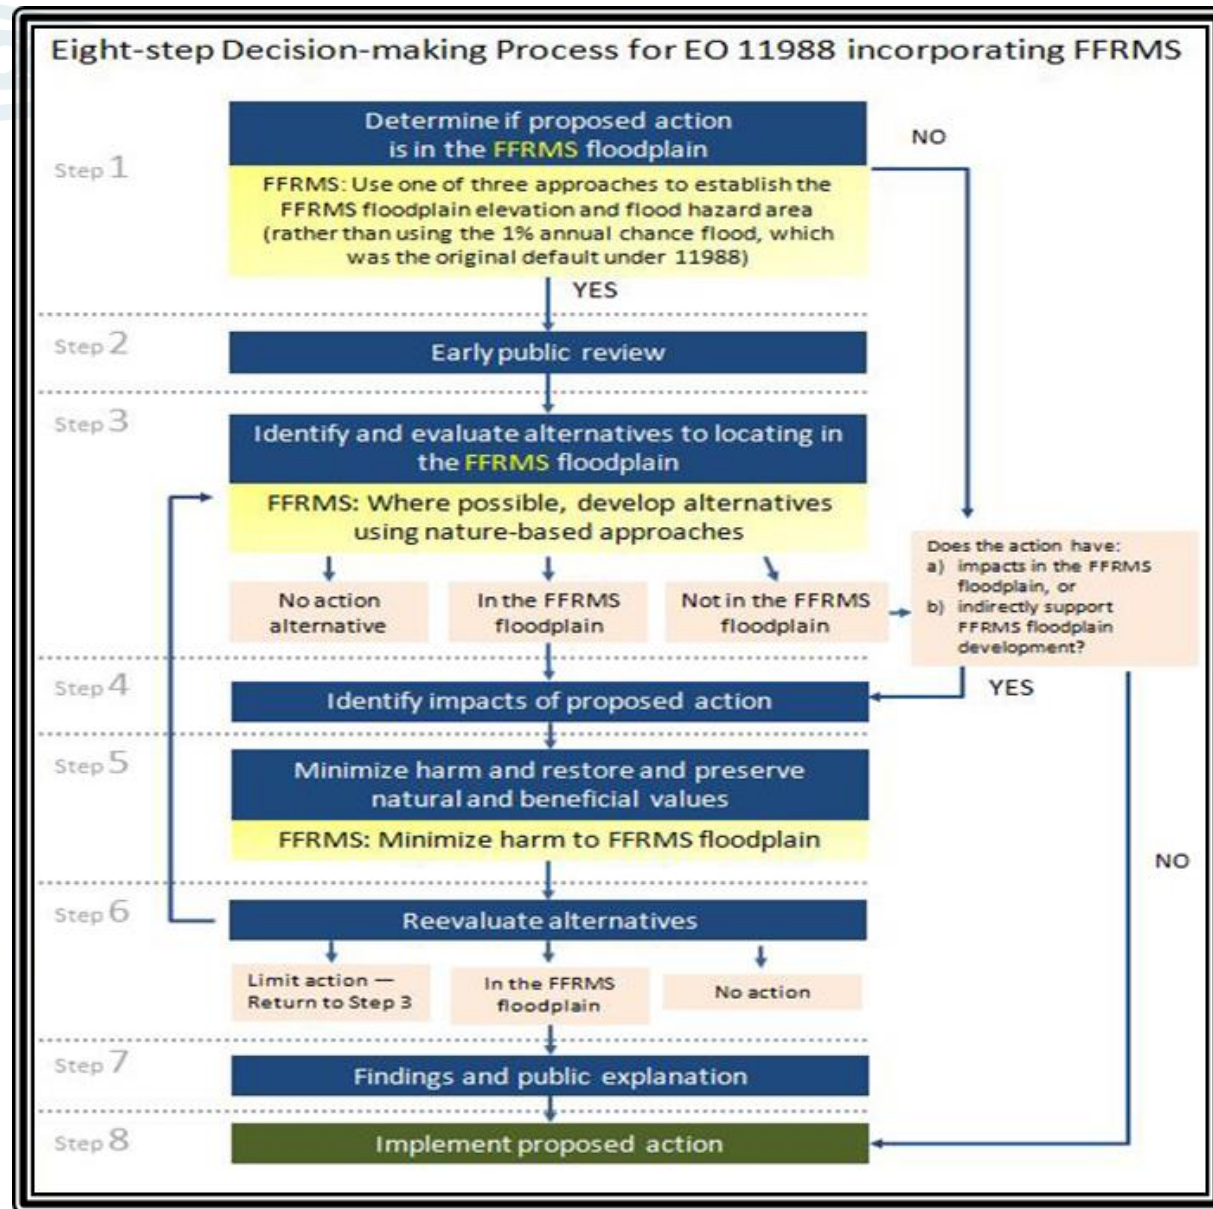 Eight-step Decision-making Process for EO 11988 incorporating FFRMS
Step 1
Determine if proposed action
is in the FFRMS floodplain
NO
FFRMS: Use one of three approaches to establish the
FFRMS floodplain elevation and flood hazard area
(rather than using the 1% annual chance flood, which
was the original default under 11988)
YES
Step 2
Early public review
Step 3
Identify and evaluate alternatives to locating in
the FFRMS floodplain
FFRMS: Where possible, develop alternatives
using nature-based approaches
No action
alternative
In the FFRMS
floodplain
Not in the FFRMS
floodplain
Does the action have:
a) impacts in the FFRMS
floodplain, or
b) indirectly support
FFRMS floodplain
development?
YES
NO
Step 4
Identify impacts of proposed action
Step 5
Minimize harm and restore and preserve
natural and beneficial values
FFRMS: Minimize harm to FFRMS floodplain
Step 6
Reevaluate alternatives
Limit action —
Return to Step 3
In the FFRMS
floodplain
No action
Step 7
Findings and public explanation
Step 8
Implement proposed action